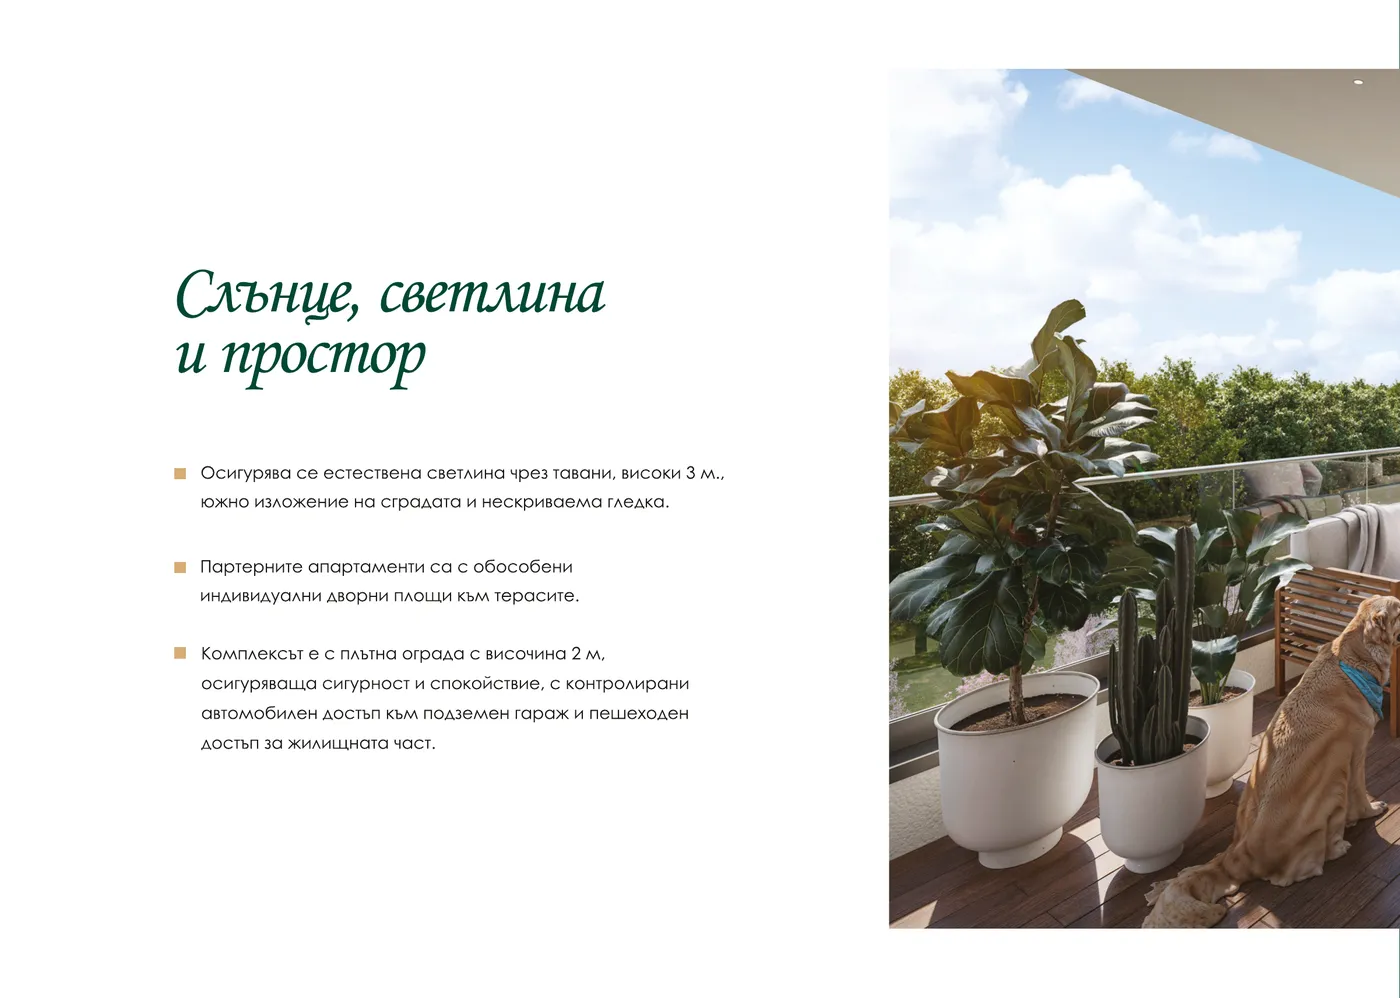 Слънце, светлина
и простор
Осигурява се естествена светлина чрез тавани, високи 3 м.,
южно изложение на сградата и нескриваема гледка.
Партерните апартаменти са с обособени
индивидуални дворни площи към терасите.
Комплексът е с плътна ограда с височина 2 м,
осигуряваща сигурност и спокойствие, с контролирани
автомобилен достъп към подземен гараж и пешеходен
достъп за жилищната част.